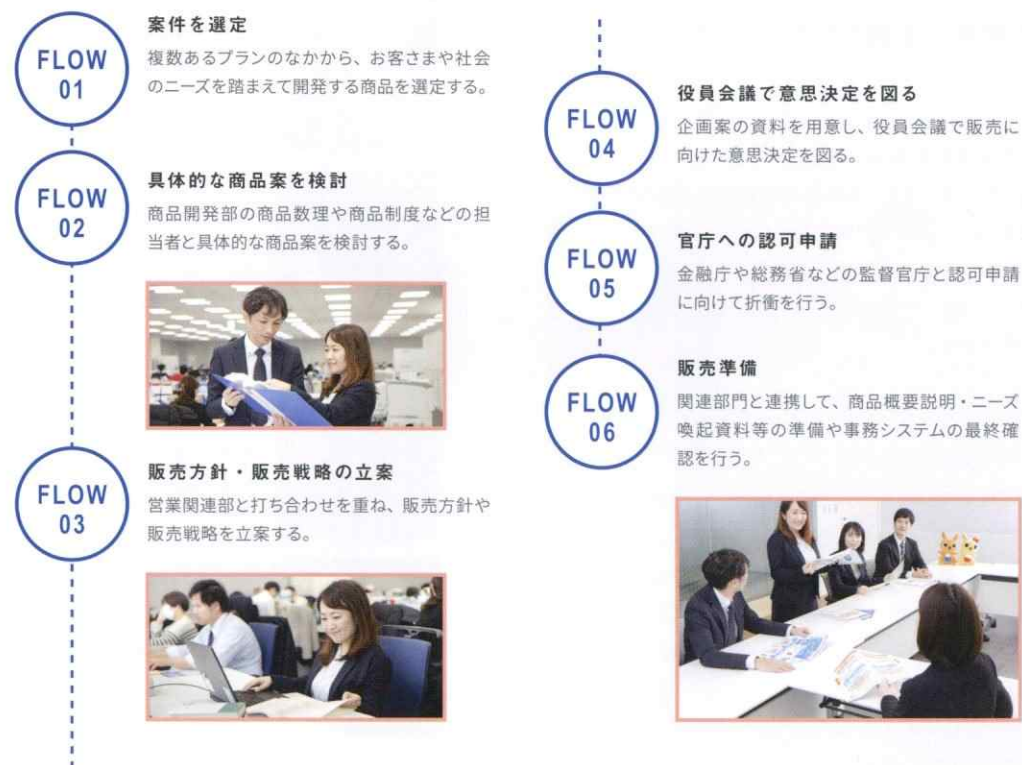 FLOW
01
案件を選定
複数あるプランのなかから、お客さまや社会
のニーズを踏まえて開発する商品を選定する。
FLOW
02
具体的な商品案を検討
商品開発部の商品数理や商品制度などの担
当者と具体的な商品案を検討する。
FLOW
03
販売方針・販売戦略の立案
営業関連部と打ち合わせを重ね、販売方針や
販売戦略を立案する。
FLOW
04
役員会議で意思決定を図る
企画案の資料を用意し、役員会議で販売に
向けた意思決定を図る。
FLOW
05
官庁への認可申請
金融庁や総務省などの監督官庁と認可申請
に向けて折衝を行う。
FLOW
06
販売準備
関連部門と連携して、商品概要説明・ニーズ
喚起資料等の準備や事務システムの最終確
認を行う。